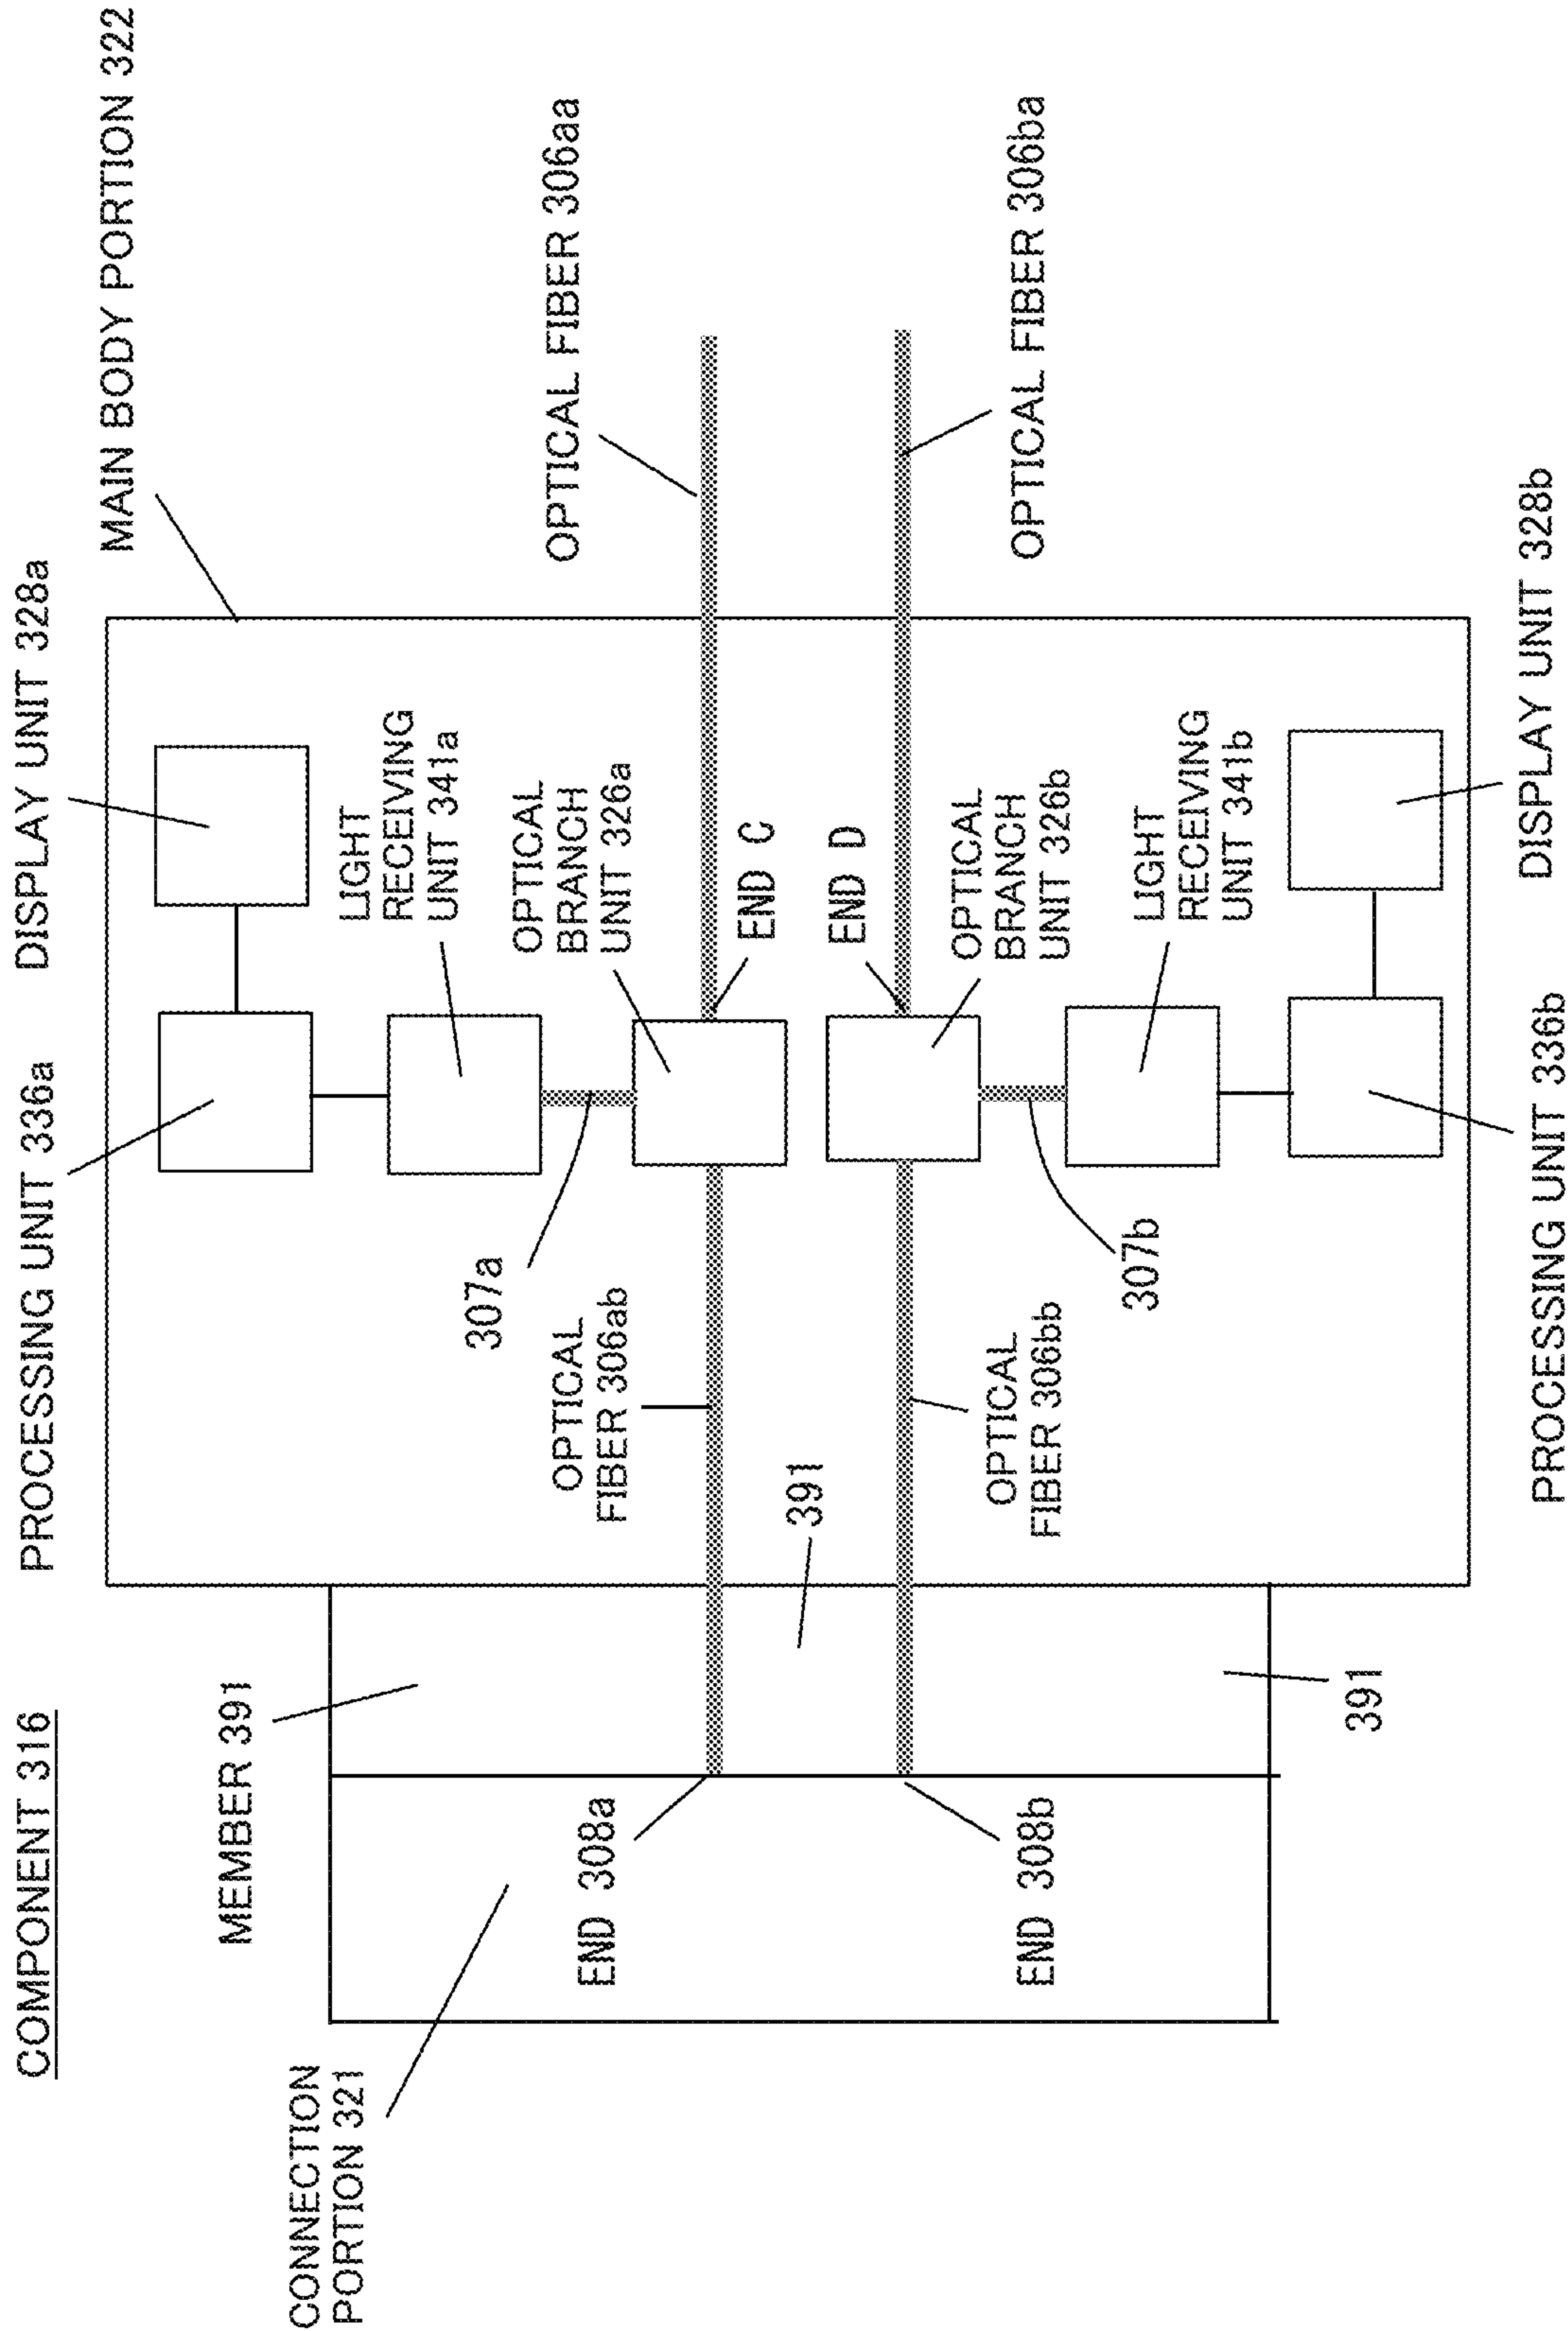 COMPONENT 316
CONNECTION
PORTION 321
MEMBER 391
PROCESSING UNIT 336a
DISPLAY UNIT 328a
MAIN BODY PORTION 322
LIGHT
RECEIVING
UNIT 341a
OPTICAL
BRANCH
UNIT 326a
307a
OPTICAL
FIBER 306ab
OPTICAL FIBER 306aa
END 308a
END C
391
END D
END 308b
OPTICAL
FIBER 306bb
OPTICAL
BRANCH
UNIT 326b
OPTICAL FIBER 306ba
307b
LIGHT
RECEIVING
UNIT 341b
391
PROCESSING UNIT 336b
DISPLAY UNIT 328b